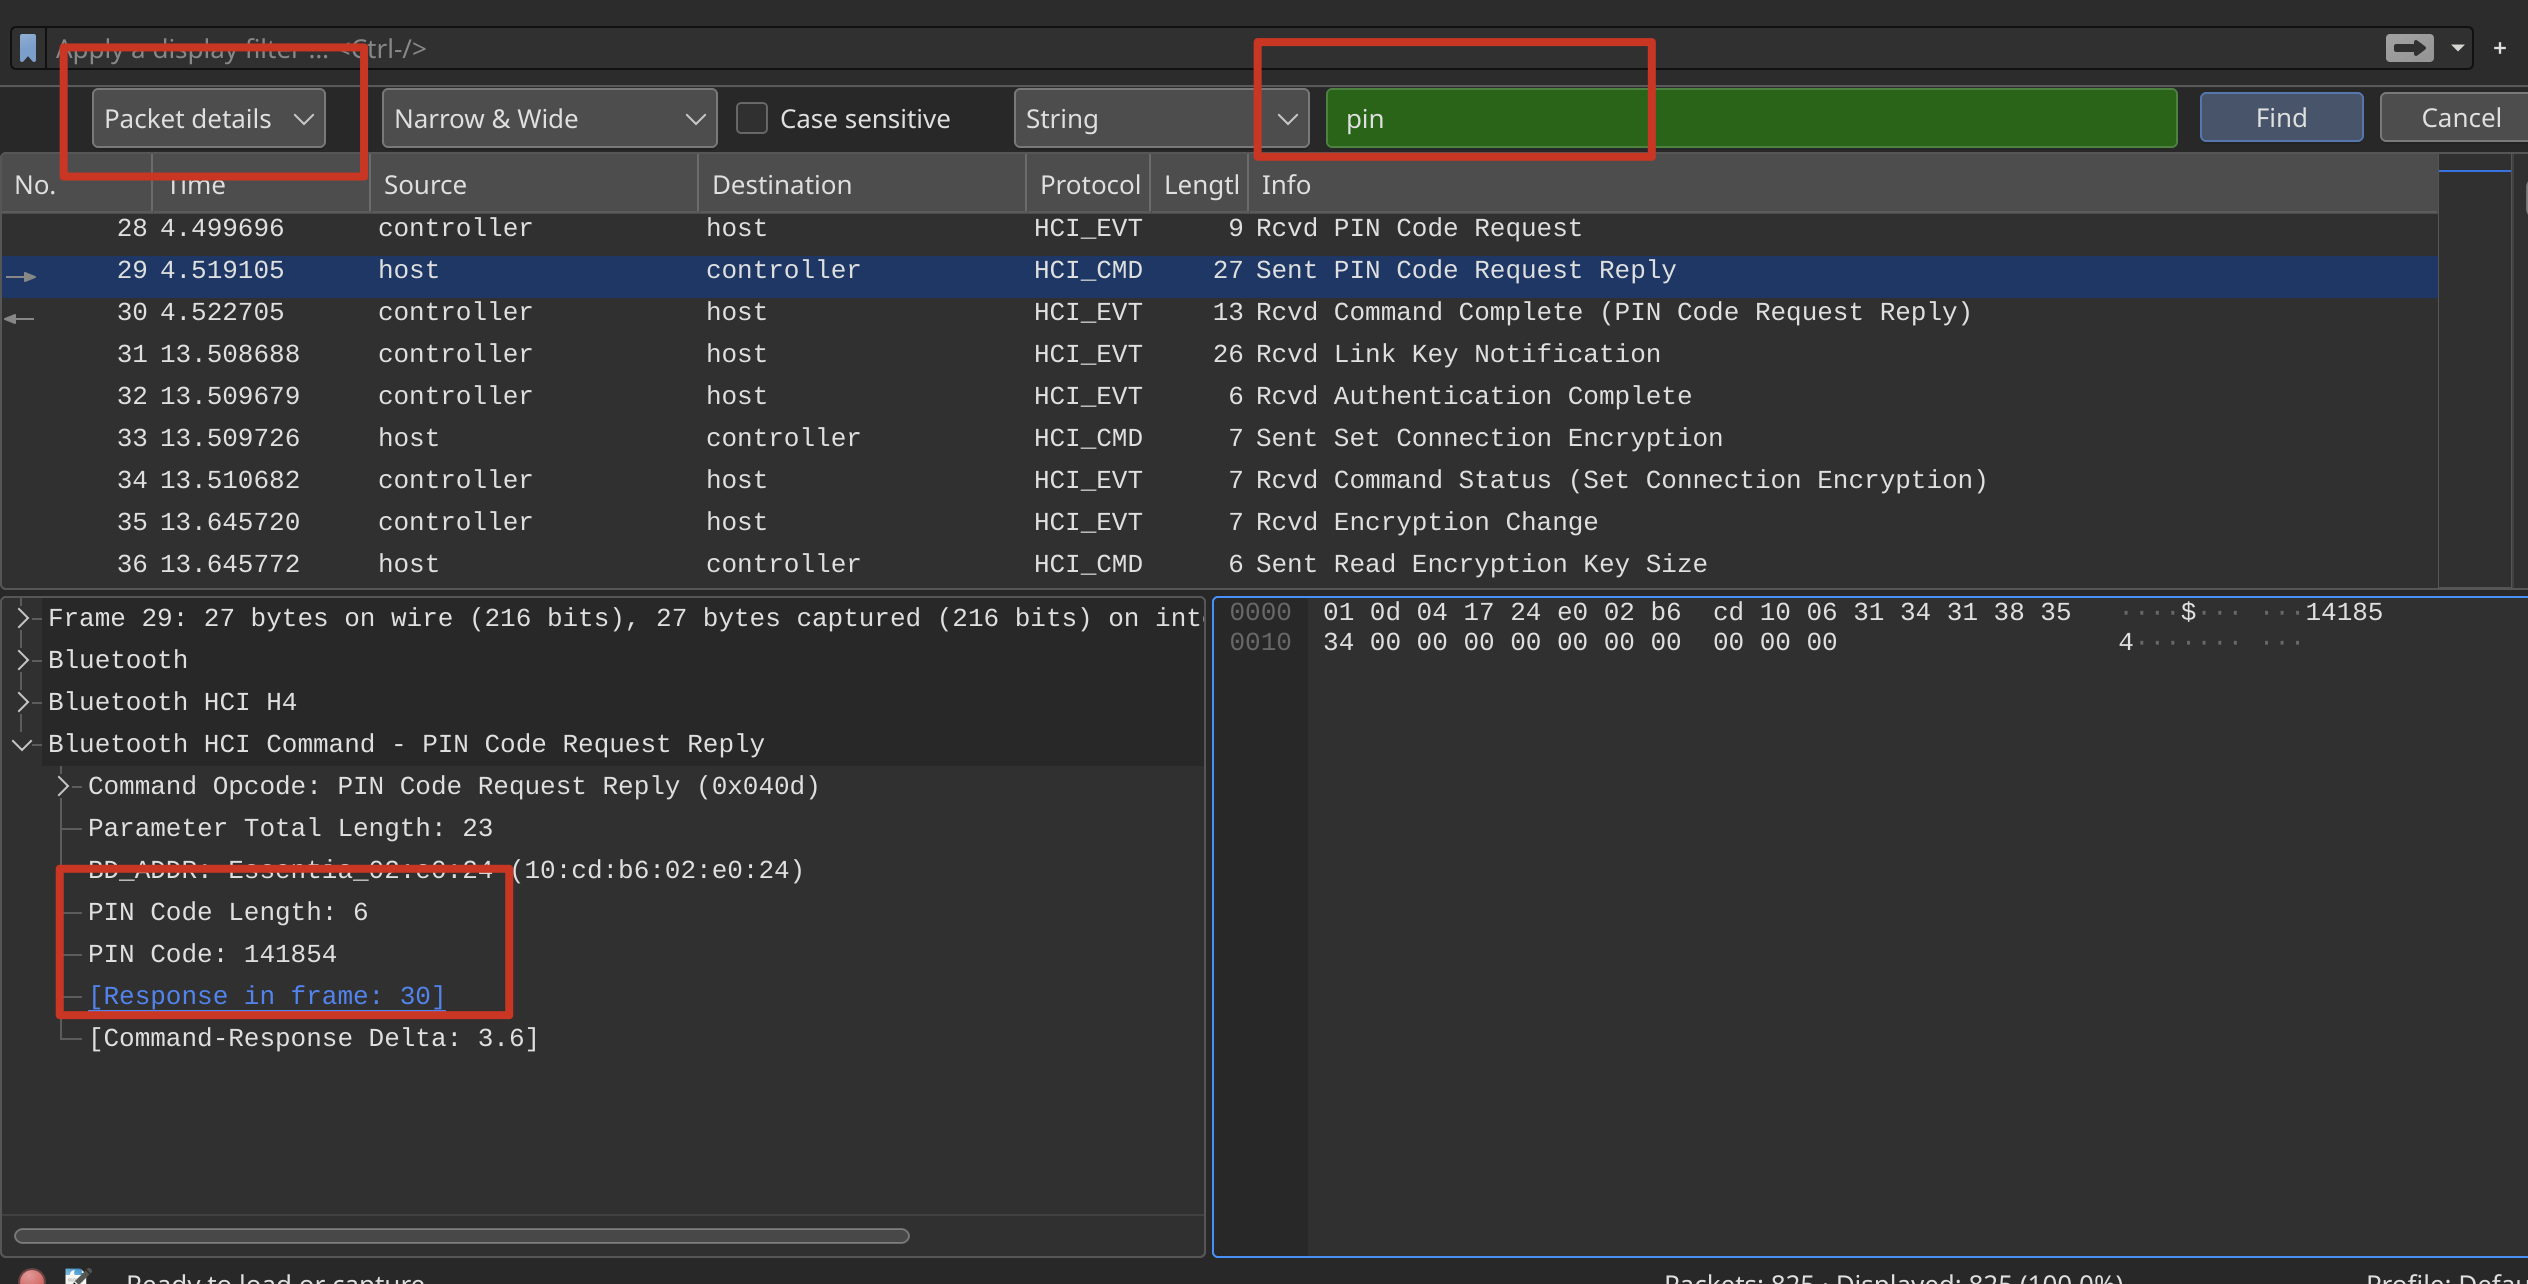 Apply a display filter ... <Ctrl-/>
+
Packet details Narrow & Wide Case sensitive String pin Find Cancel
No. Time Source Destination Protocol Lengtl Info
28 4.499696 controller host HCI_EVT 9 Rcvd PIN Code Request
29 4.519105 host controller HCI_CMD 27 Sent PIN Code Request Reply
30 4.522705 controller host HCI_EVT 13 Rcvd Command Complete (PIN Code Request Reply)
31 13.508688 controller host HCI_EVT 26 Rcvd Link Key Notification
32 13.509679 controller host HCI_EVT 6 Rcvd Authentication Complete
33 13.509726 host controller HCI_CMD 7 Sent Set Connection Encryption
34 13.510682 controller host HCI_EVT 7 Rcvd Command Status (Set Connection Encryption)
35 13.645720 controller host HCI_EVT 7 Rcvd Encryption Change
36 13.645772 host controller HCI_CMD 6 Sent Read Encryption Key Size
Frame 29: 27 bytes on wire (216 bits), 27 bytes captured (216 bits) on int
Bluetooth
Bluetooth HCI H4
Bluetooth HCI Command - PIN Code Request Reply
Command Opcode: PIN Code Request Reply (0x040d)
Parameter Total Length: 23
BD_ADDR: Essentia_02:e0:24 (10:cd:b6:02:e0:24)
PIN Code Length: 6
PIN Code: 141854
[Response in frame: 30]
[Command-Response Delta: 3.6]
0000 01 0d 04 17 24 e0 02 b6 cd 10 06 31 34 31 38 35 ····$··· ···14185
0010 34 00 00 00 00 00 00 00 00 00 00 4······· ···
Ready to load or capture
Packets: 825 · Displayed: 825 (100.0%)
Profile: Defau